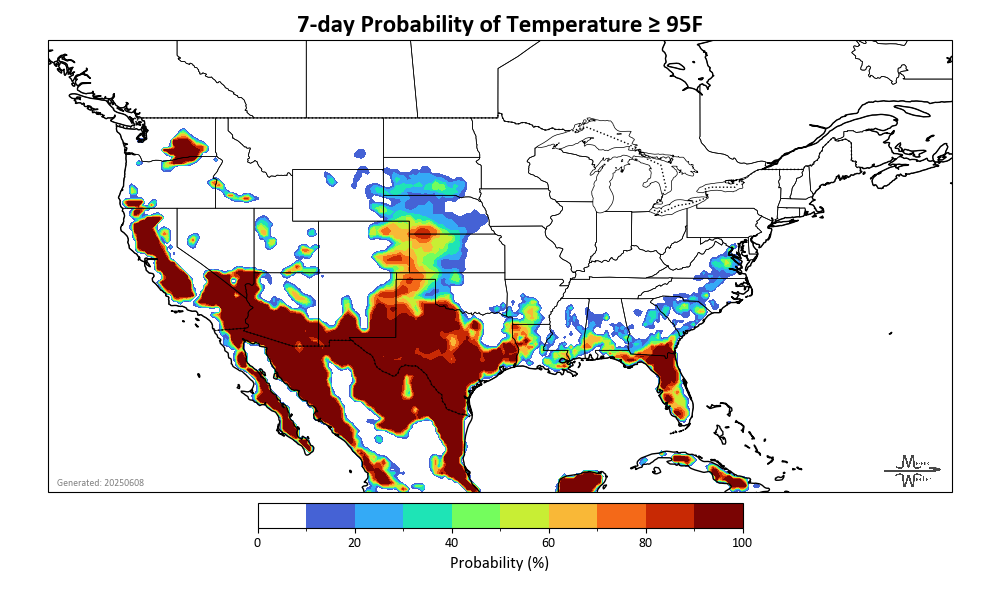 7-day Probability of Temperature ≥ 95F
Generated: 20250608
0 20 40 60 80 100
Probability (%)